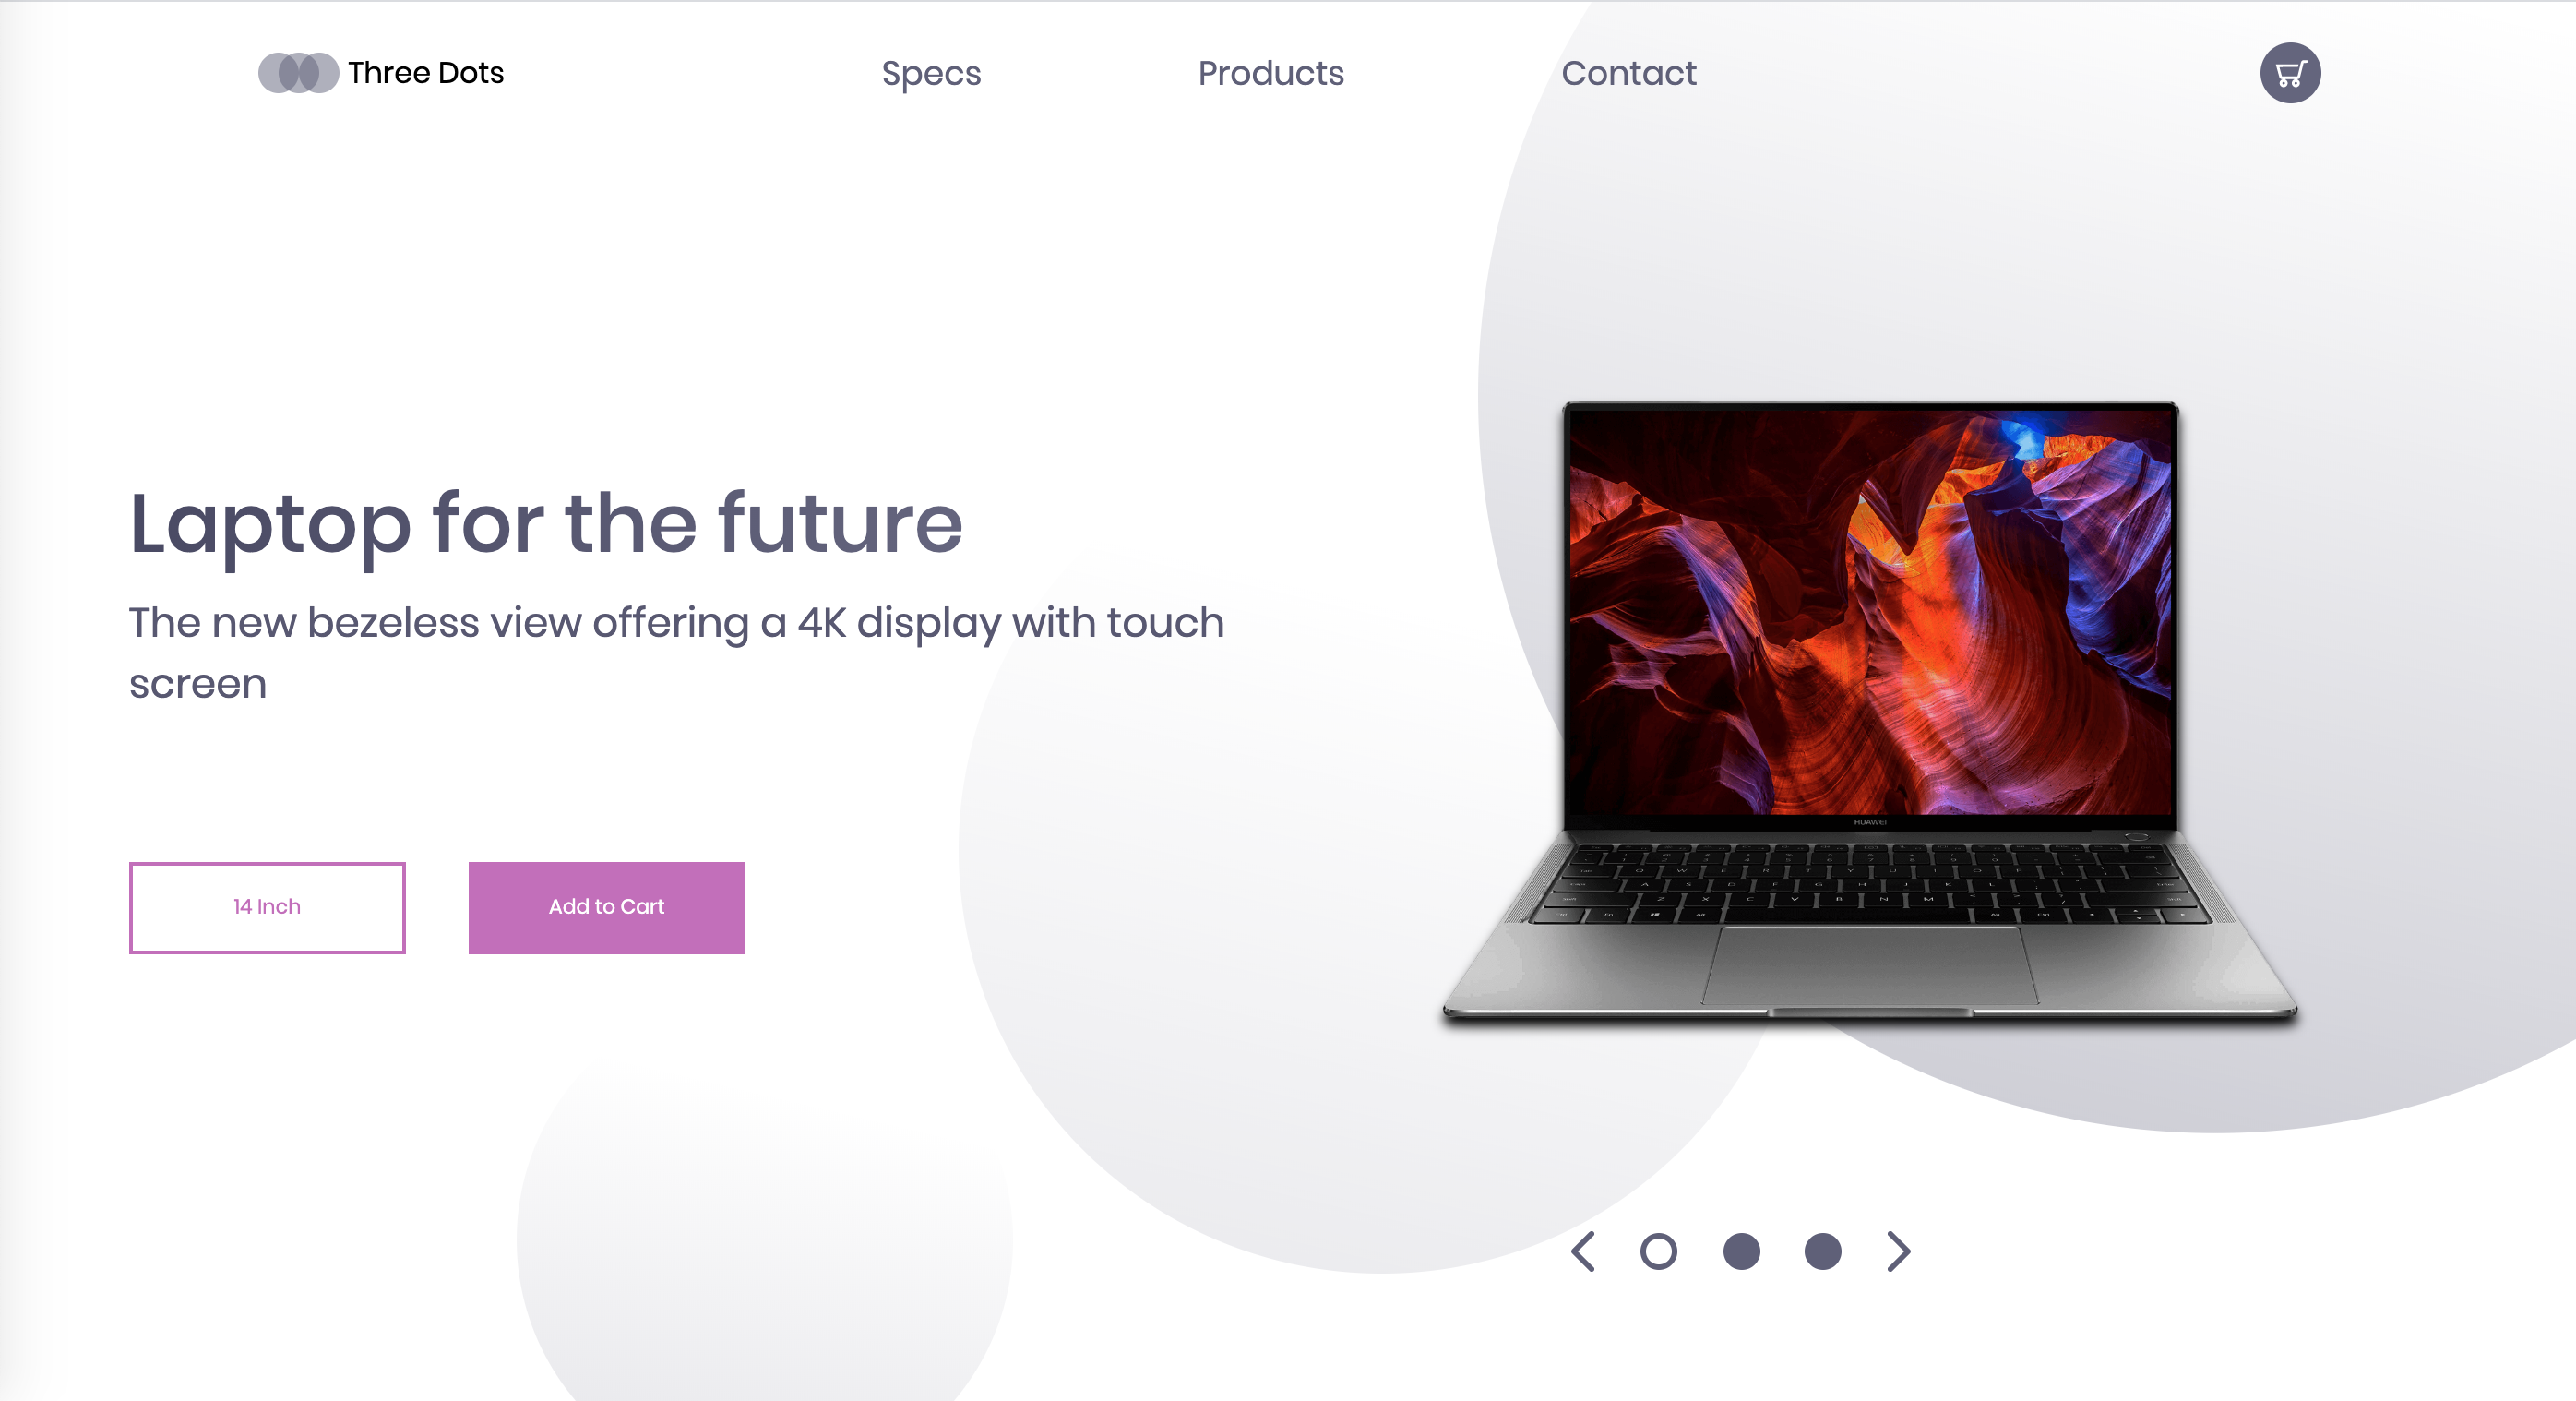 Three Dots
Specs
Products
Contact
Laptop for the future
The new bezeless view offering a 4K display with touch
screen
HUAWEI
14 Inch
Add to Cart